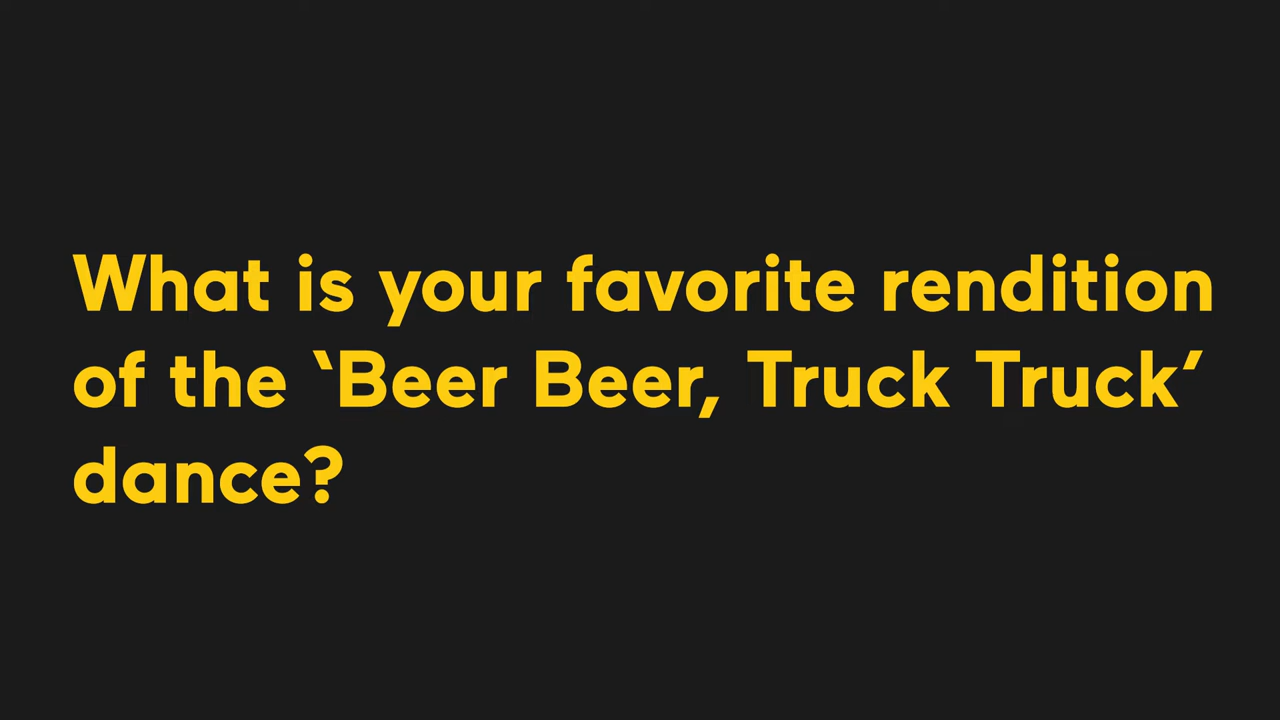 What is your favorite rendition
of the ‵Beer Beer, Truck Truck′
dance?